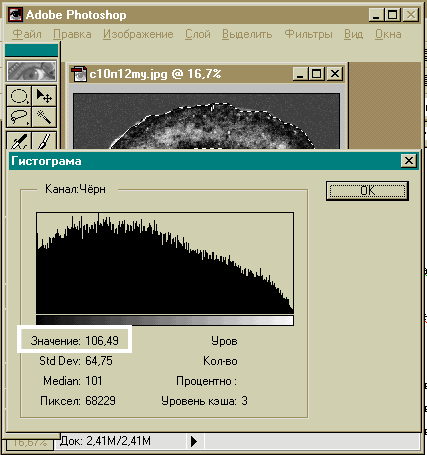 Adobe Photoshop
Файл Правка Изображение Слой Выделить Фильтры Вид Окна
c10n12my.jpg @ 16,7%
Гистограма
Канал:Чёрн
OK
Значение: 106,49 Уров
Std Dev: 64,75 Кол-во
Median: 101 Процентно :
Пиксел: 68229 Уровень кэша: 3
16,67% Док: 2,41M/2,41M